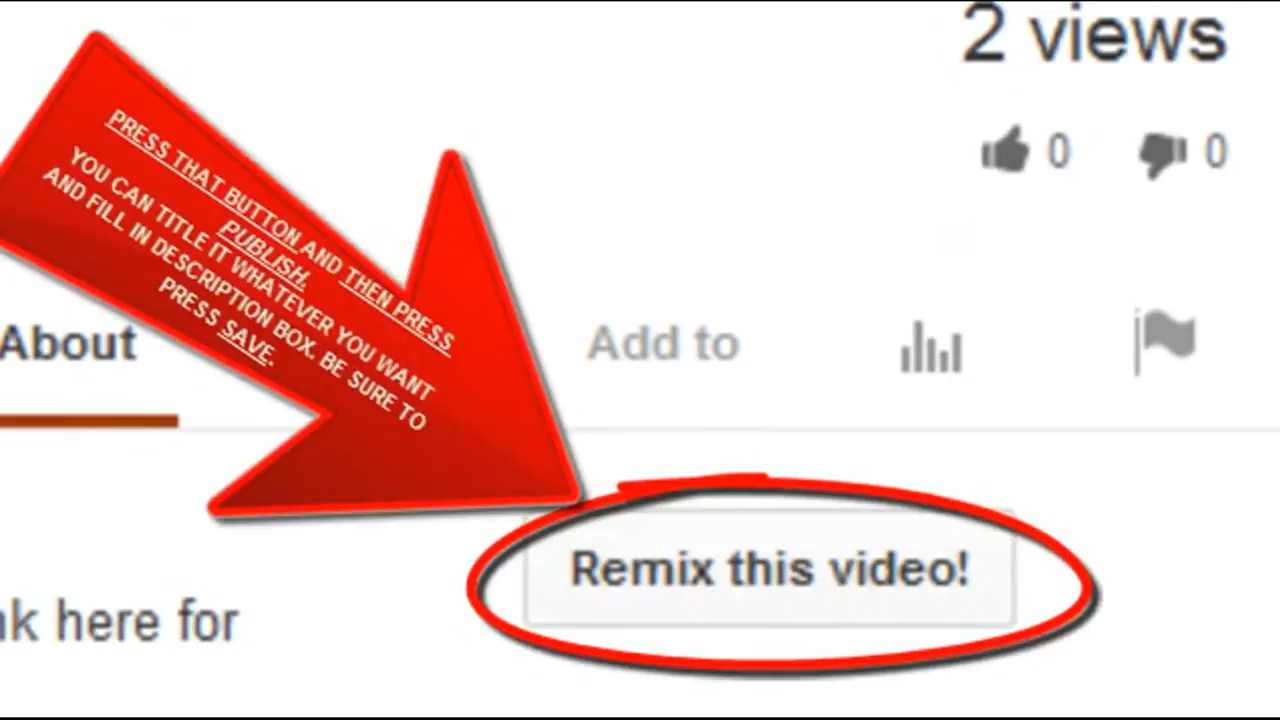 2 views
0 0
PRESS THAT BUTTON AND THEN PRESS
PUBLISH.
YOU CAN TITLE IT WHATEVER YOU WANT
AND FILL IN DESCRIPTION BOX. BE SURE TO
PRESS SAVE.
About Add to
Remix this video!
here for